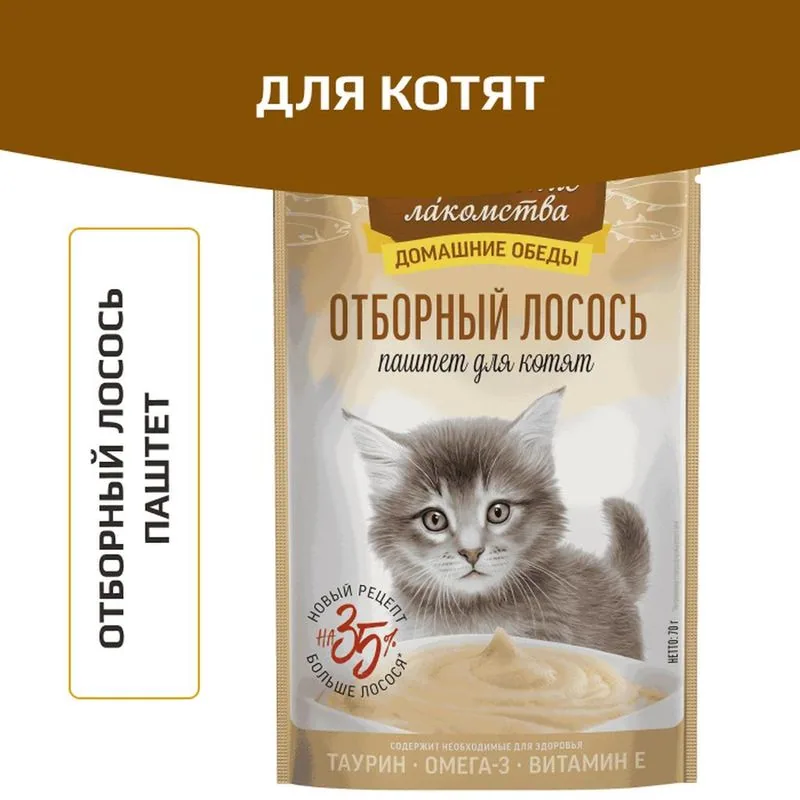 ДЛЯ КОТЯТ
ОТБОРНЫЙ ЛОСОСЬ
ПАШТЕТ
лакомства
ДОМАШНИЕ ОБЕДЫ
ОТБОРНЫЙ ЛОСОСЬ
паштет для котят
НОВЫЙ РЕЦЕПТ
НА 35%
БОЛЬШЕ ЛОСОСЯ*
НЕТТО: 70 г
СОДЕРЖИТ НЕОБХОДИМЫЕ ДЛЯ ЗДОРОВЬЯ
ТАУРИН · ОМЕГА-3 · ВИТАМИН Е